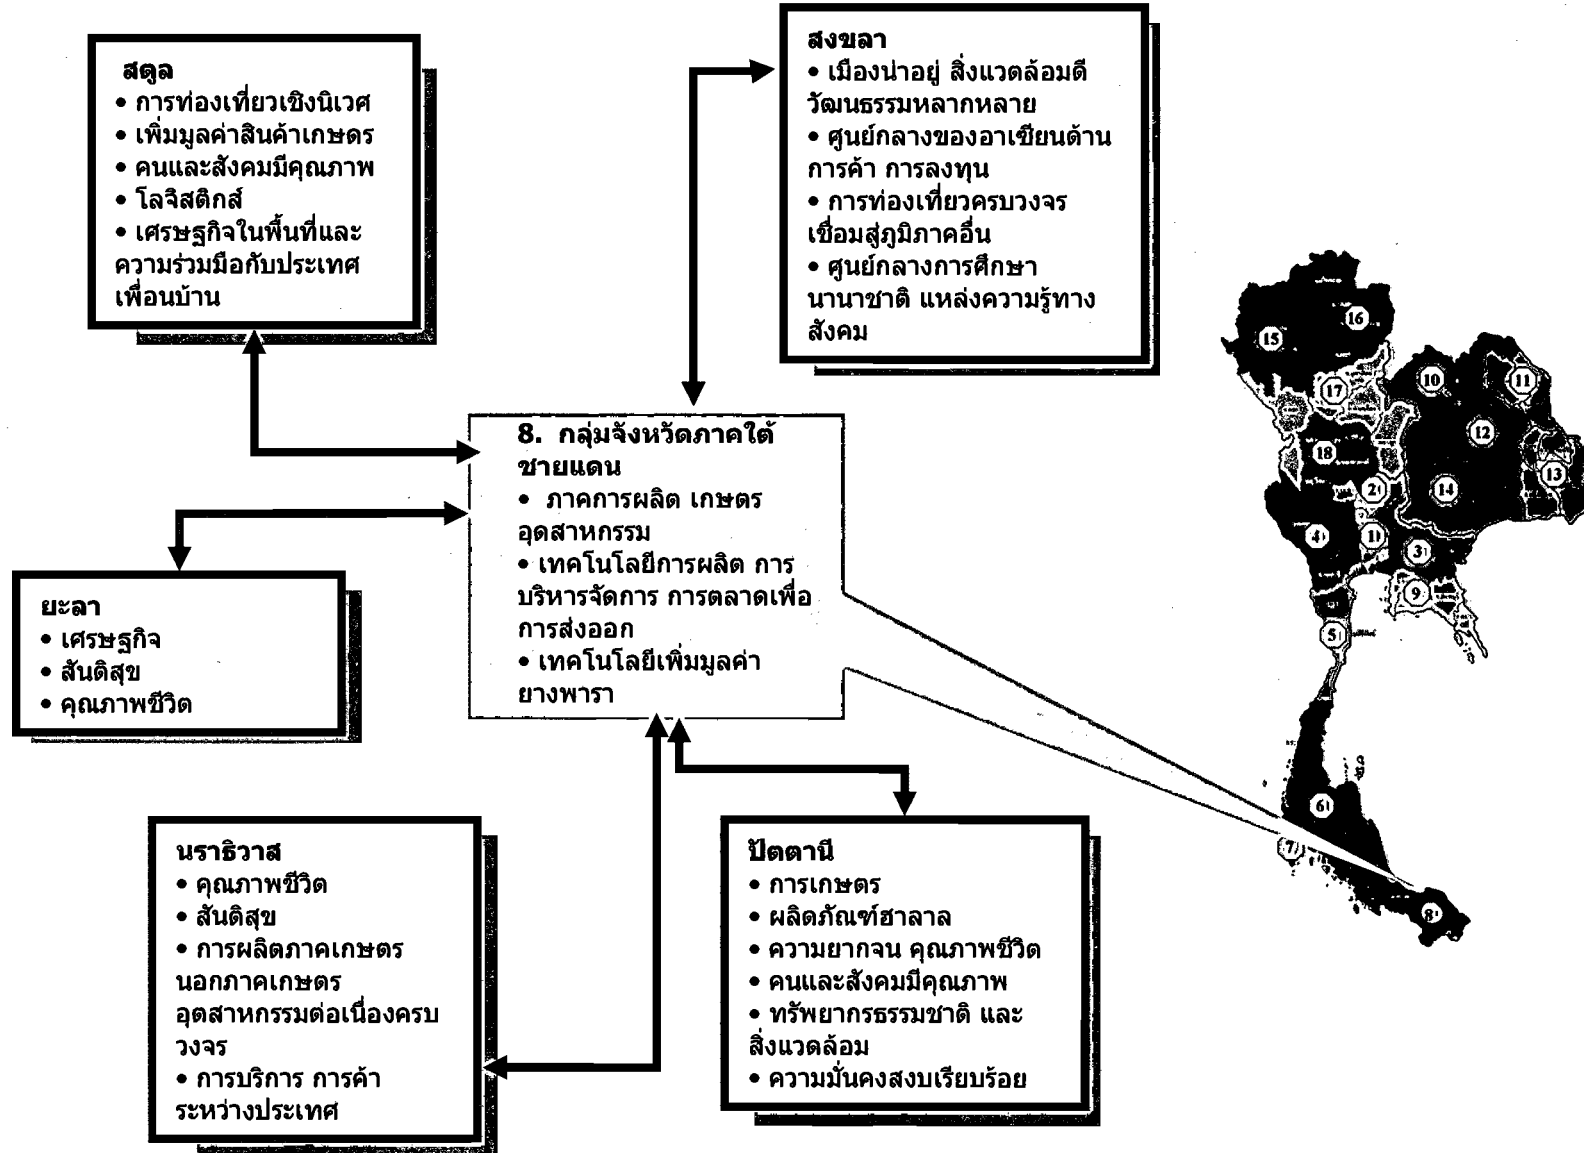 สตูล
• การท่องเที่ยวเชิงนิเวศ
• เพิ่มมูลค่าสินค้าเกษตร
• คนและสังคมมีคุณภาพ
• โลจิสติกส์
• เศรษฐกิจในพื้นที่และ
ความร่วมมือกับประเทศ
เพื่อนบ้าน
สงขลา
• เมืองน่าอยู่ สิ่งแวดล้อมดี
วัฒนธรรมหลากหลาย
• ศูนย์กลางของอาเซียนด้าน
การค้า การลงทุน
• การท่องเที่ยวครบวงจร
เชื่อมสู่ภูมิภาคอื่น
• ศูนย์กลางการศึกษา
นานาชาติ แหล่งความรู้ทาง
สังคม
8. กลุ่มจังหวัดภาคใต้
ชายแดน
• ภาคการผลิต เกษตร
อุตสาหกรรม
• เทคโนโลยีการผลิต การ
บริหารจัดการ การตลาดเพื่อ
การส่งออก
• เทคโนโลยีเพิ่มมูลค่า
ยางพารา
ยะลา
• เศรษฐกิจ
• สันติสุข
• คุณภาพชีวิต
นราธิวาส
• คุณภาพชีวิต
• สันติสุข
• การผลิตภาคเกษตร
นอกภาคเกษตร
อุตสาหกรรมต่อเนื่องครบ
วงจร
• การบริการ การค้า
ระหว่างประเทศ
ปัตตานี
• การเกษตร
• ผลิตภัณฑ์ฮาลาล
• ความยากจน คุณภาพชีวิต
• คนและสังคมมีคุณภาพ
• ทรัพยากรธรรมชาติ และ
สิ่งแวดล้อม
• ความมั่นคงสงบเรียบร้อย
16
15
10
11
17
12
18
13
2
14
4
1
3
9
5
6
7
8